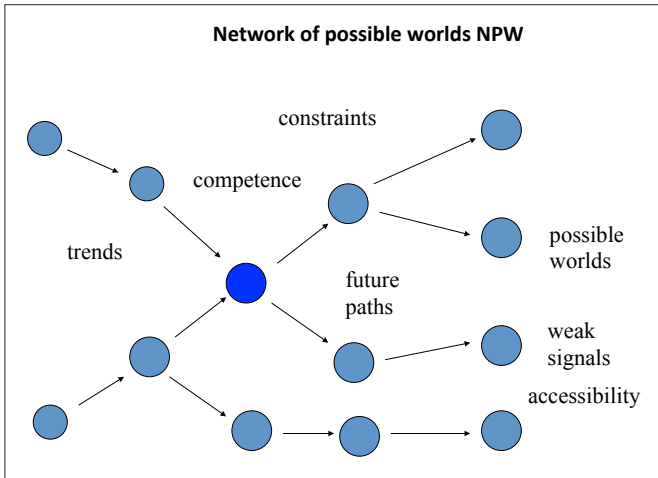 Network of possible worlds NPW
constraints
competence
trends
possible
worlds
future
paths
weak
signals
accessibility